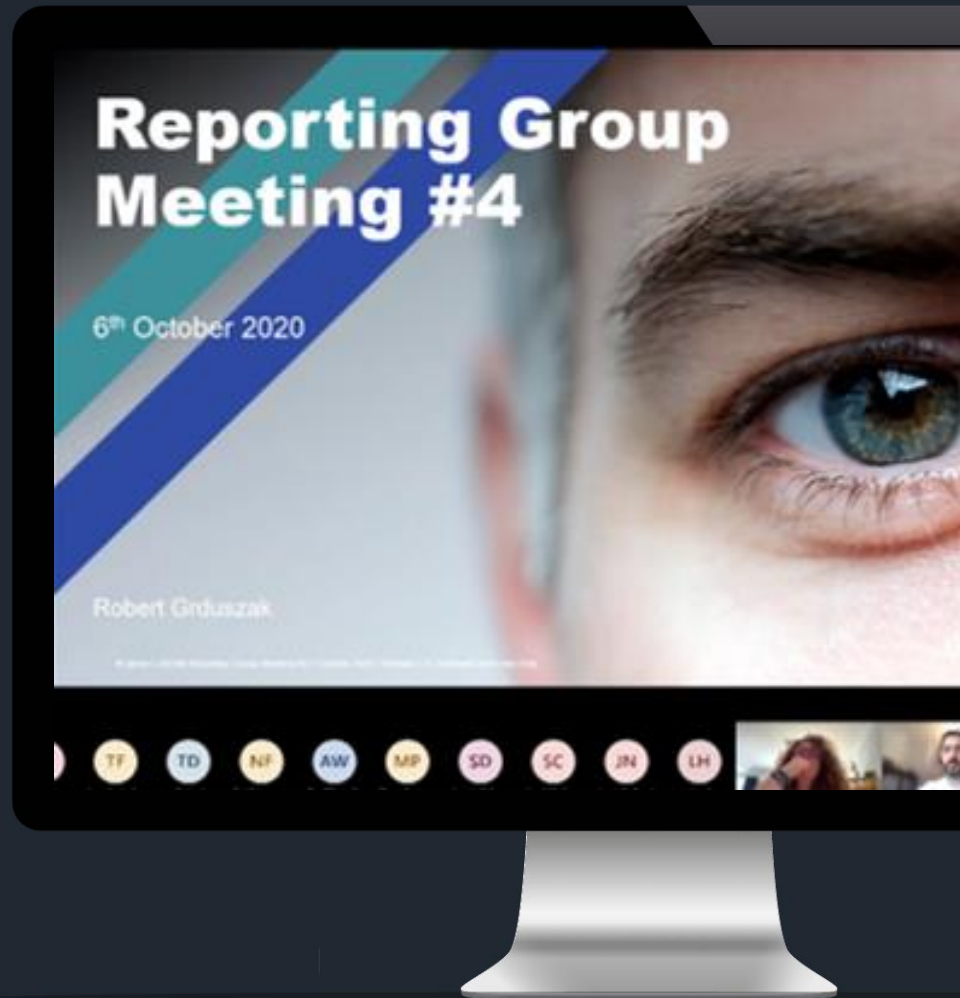 Reporting Group
Meeting #4
6th October 2020
Robert Grduszak
TF TD NF AW MP SD SC JN LH